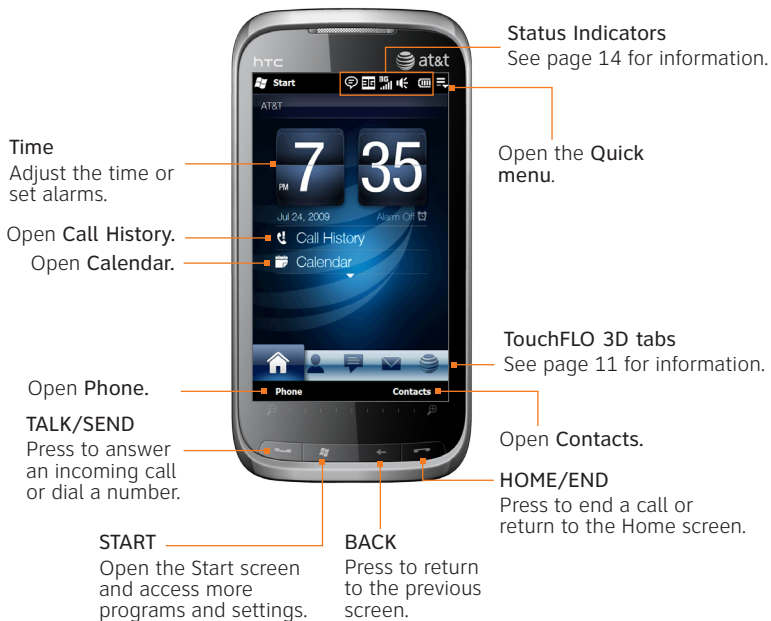 Status Indicators
See page 14 for information.
hTC
at&t
Start
3G
3G
AT&T
Time
Adjust the time or
set alarms.
7
35
PM
Open the Quick
menu.
Jul 24, 2009
Alarm Off
Open Call History.
Call History
Open Calendar.
Calendar
TouchFLO 3D tabs
See page 11 for information.
Open Phone.
Phone
Contacts
TALK/SEND
Press to answer
an incoming call
or dial a number.
Open Contacts.
HOME/END
Press to end a call or
return to the Home screen.
START
Open the Start screen
and access more
programs and settings.
BACK
Press to return
to the previous
screen.